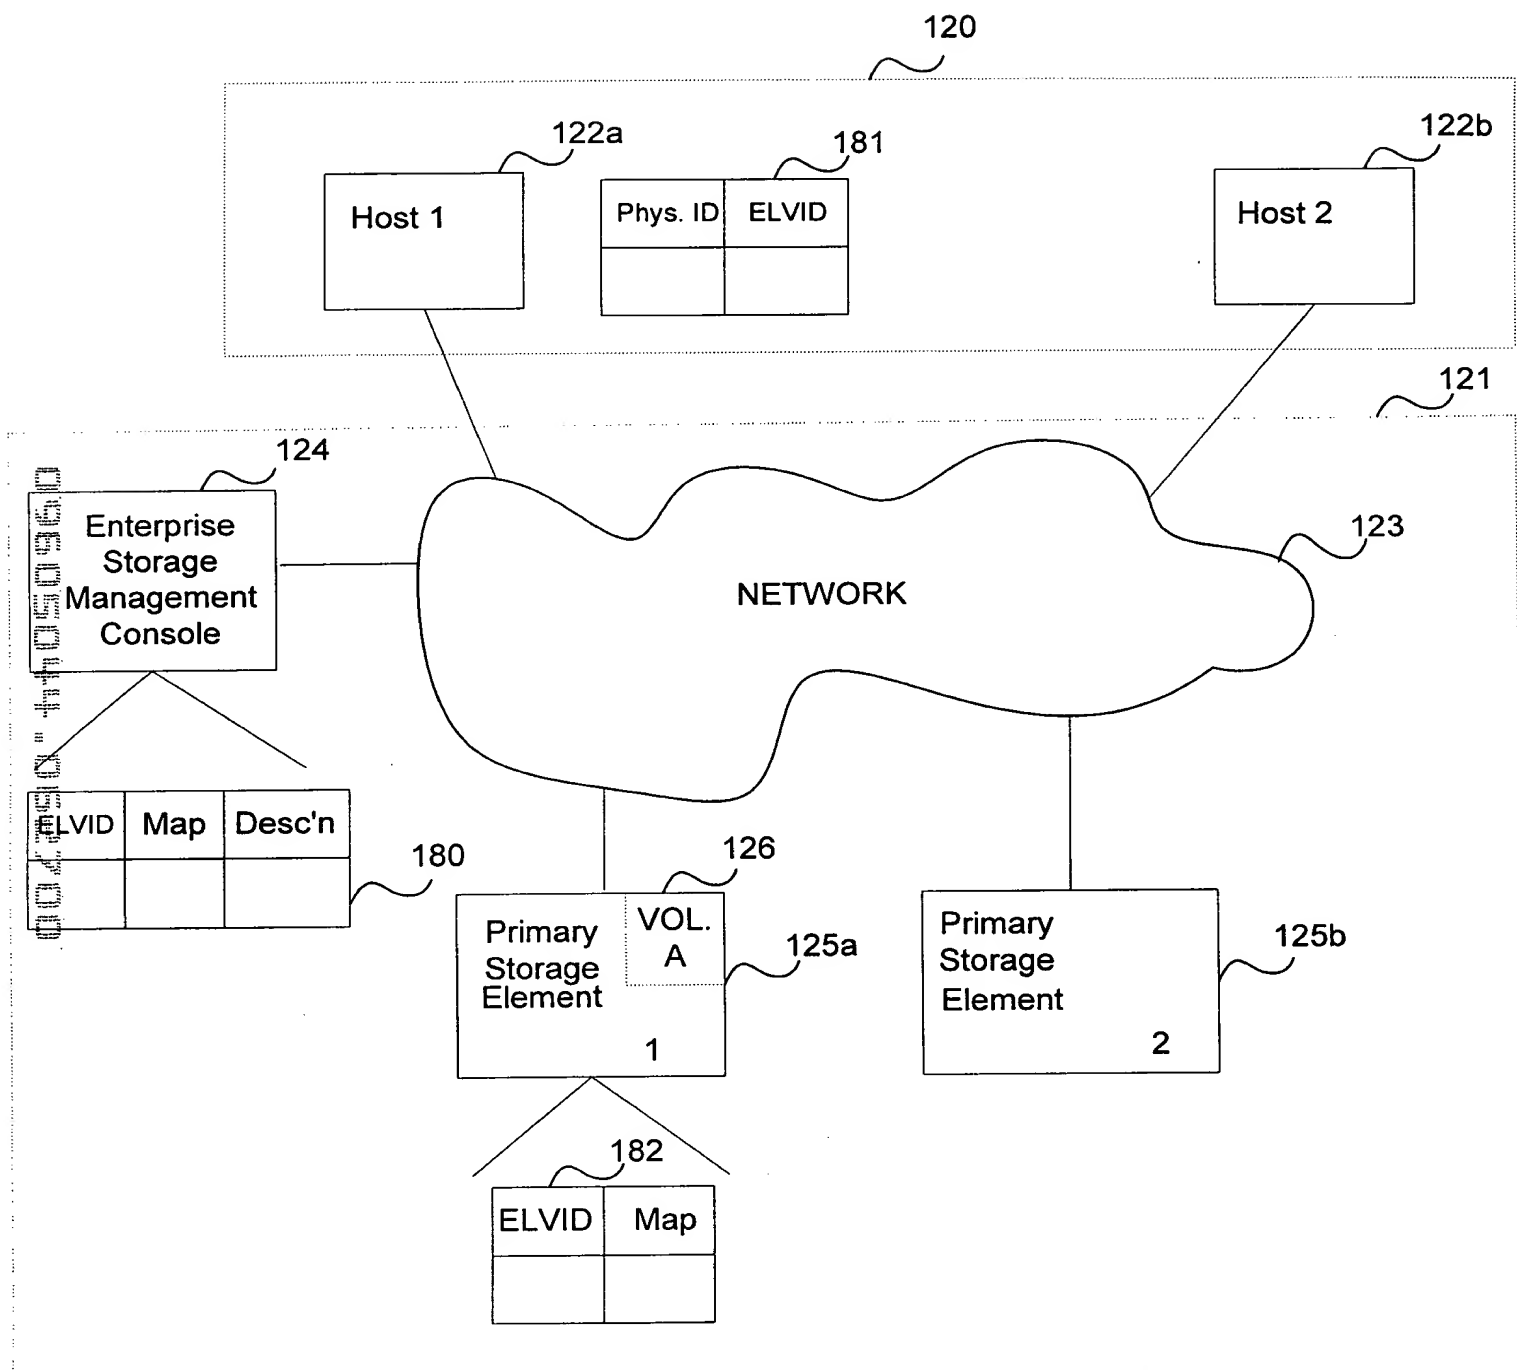 120
122a
181
122b
Host 1
Phys. ID
ELVID
Host 2
121
124
Enterprise
Storage
Management
Console
123
NETWORK
ELVID
Map
Desc'n
180
126
VOL.
A
Primary
Storage
Element
1
125a
Primary
Storage
Element
2
125b
182
ELVID
Map